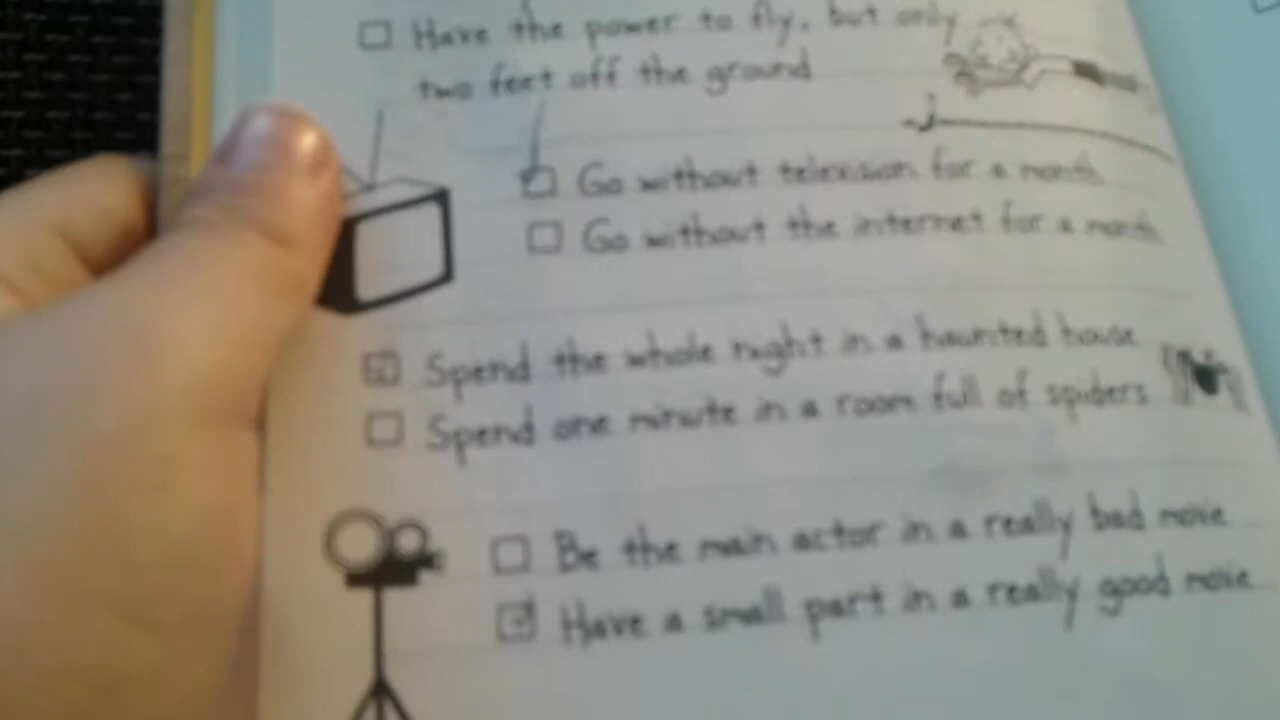 Have the power to fly, but only
two feet off the ground
Go without television for a month
Go without the internet for a month
Spend the whole night in a haunted house
Spend one minute in a room full of spiders
Be the main actor in a really bad movie
Have a small part in a really good movie